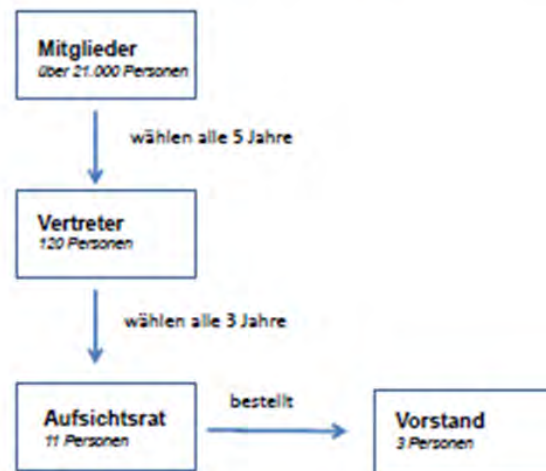 Mitglieder
über 21.000 Personen
wählen alle 5 Jahre
Vertreter
120 Personen
wählen alle 3 Jahre
Aufsichtsrat
11 Personen
bestellt
Vorstand
3 Personen